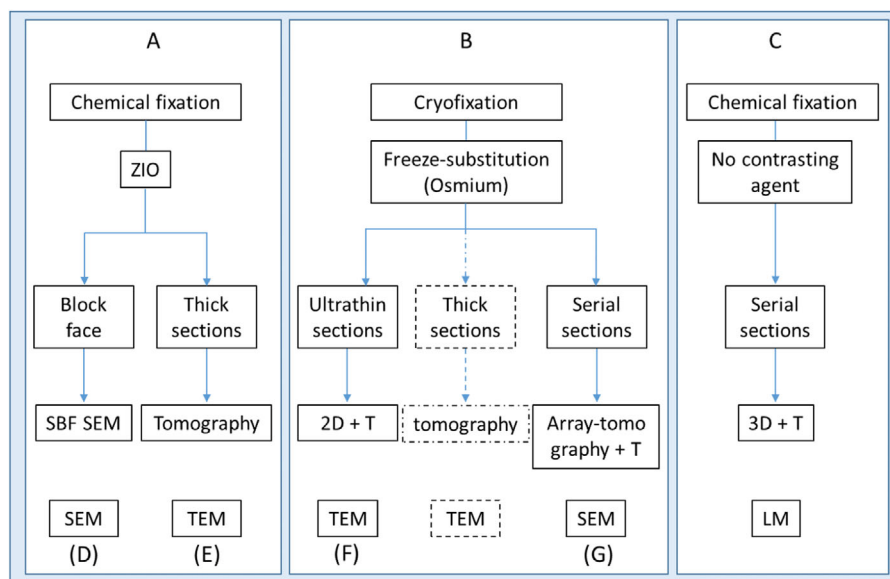 A
B
C
Chemical fixation
Cryofixation
Chemical fixation
ZIO
Freeze-substitution
(Osmium)
No contrasting
agent
Block
face
Thick
sections
Ultrathin
sections
Thick
sections
Serial
sections
Serial
sections
SBF SEM
Tomography
2D + T
tomography
Array-tomo
graphy + T
3D + T
SEM
TEM
TEM
TEM
SEM
LM
(D)
(E)
(F)
(G)